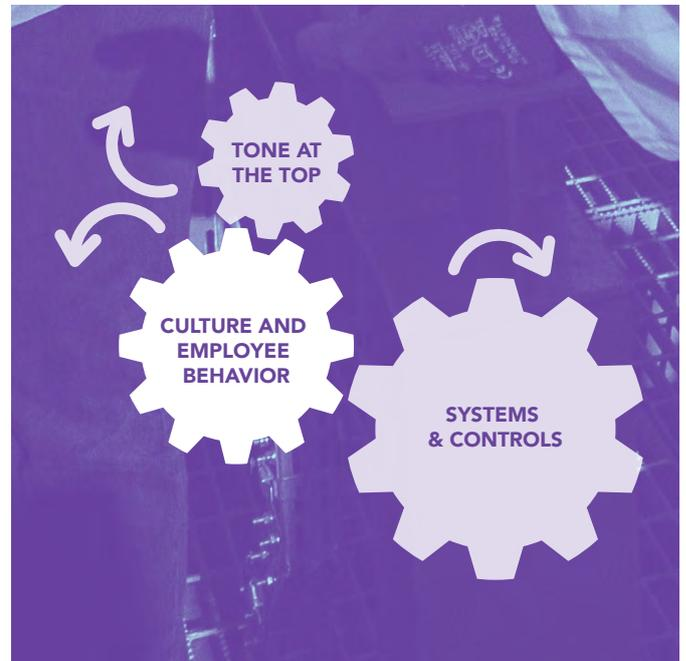 TONE AT
THE TOP
CULTURE AND
EMPLOYEE
BEHAVIOR
SYSTEMS
& CONTROLS